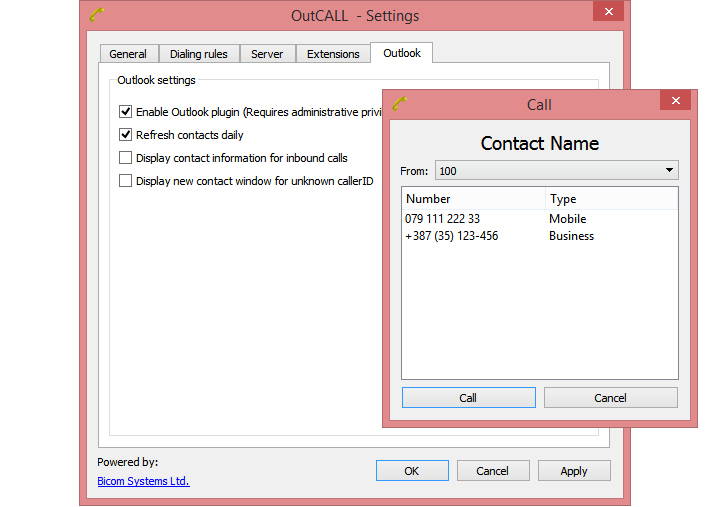 OutCALL - Settings
General
Dialing rules
Server
Extensions
Outlook
Outlook settings
Enable Outlook plugin (Requires administrative privi
Refresh contacts daily
Display contact information for inbound calls
Display new contact window for unknown callerID
Call
Contact Name
From: 100
Number Type
079 111 222 33 Mobile
+387 (35) 123-456 Business
Call Cancel
Powered by:
Bicom Systems Ltd.
OK Cancel Apply